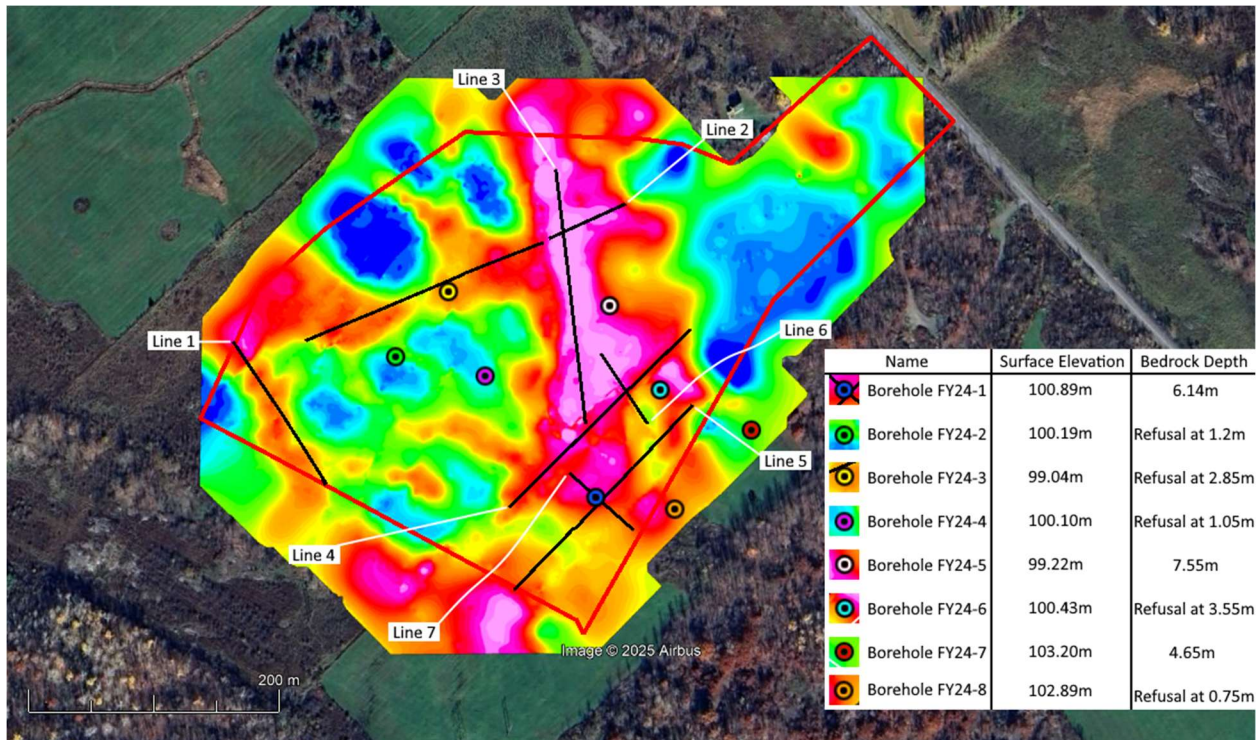 Line 3
Line 2
Line 1
Line 6
Line 5
Line 4
Line 7
Image © 2025 Airbus
200 m
Name Surface Elevation Bedrock Depth
Borehole FY24-1 100.89m 6.14m
Borehole FY24-2 100.19m Refusal at 1.2m
Borehole FY24-3 99.04m Refusal at 2.85m
Borehole FY24-4 100.10m Refusal at 1.05m
Borehole FY24-5 99.22m 7.55m
Borehole FY24-6 100.43m Refusal at 3.55m
Borehole FY24-7 103.20m 4.65m
Borehole FY24-8 102.89m Refusal at 0.75m